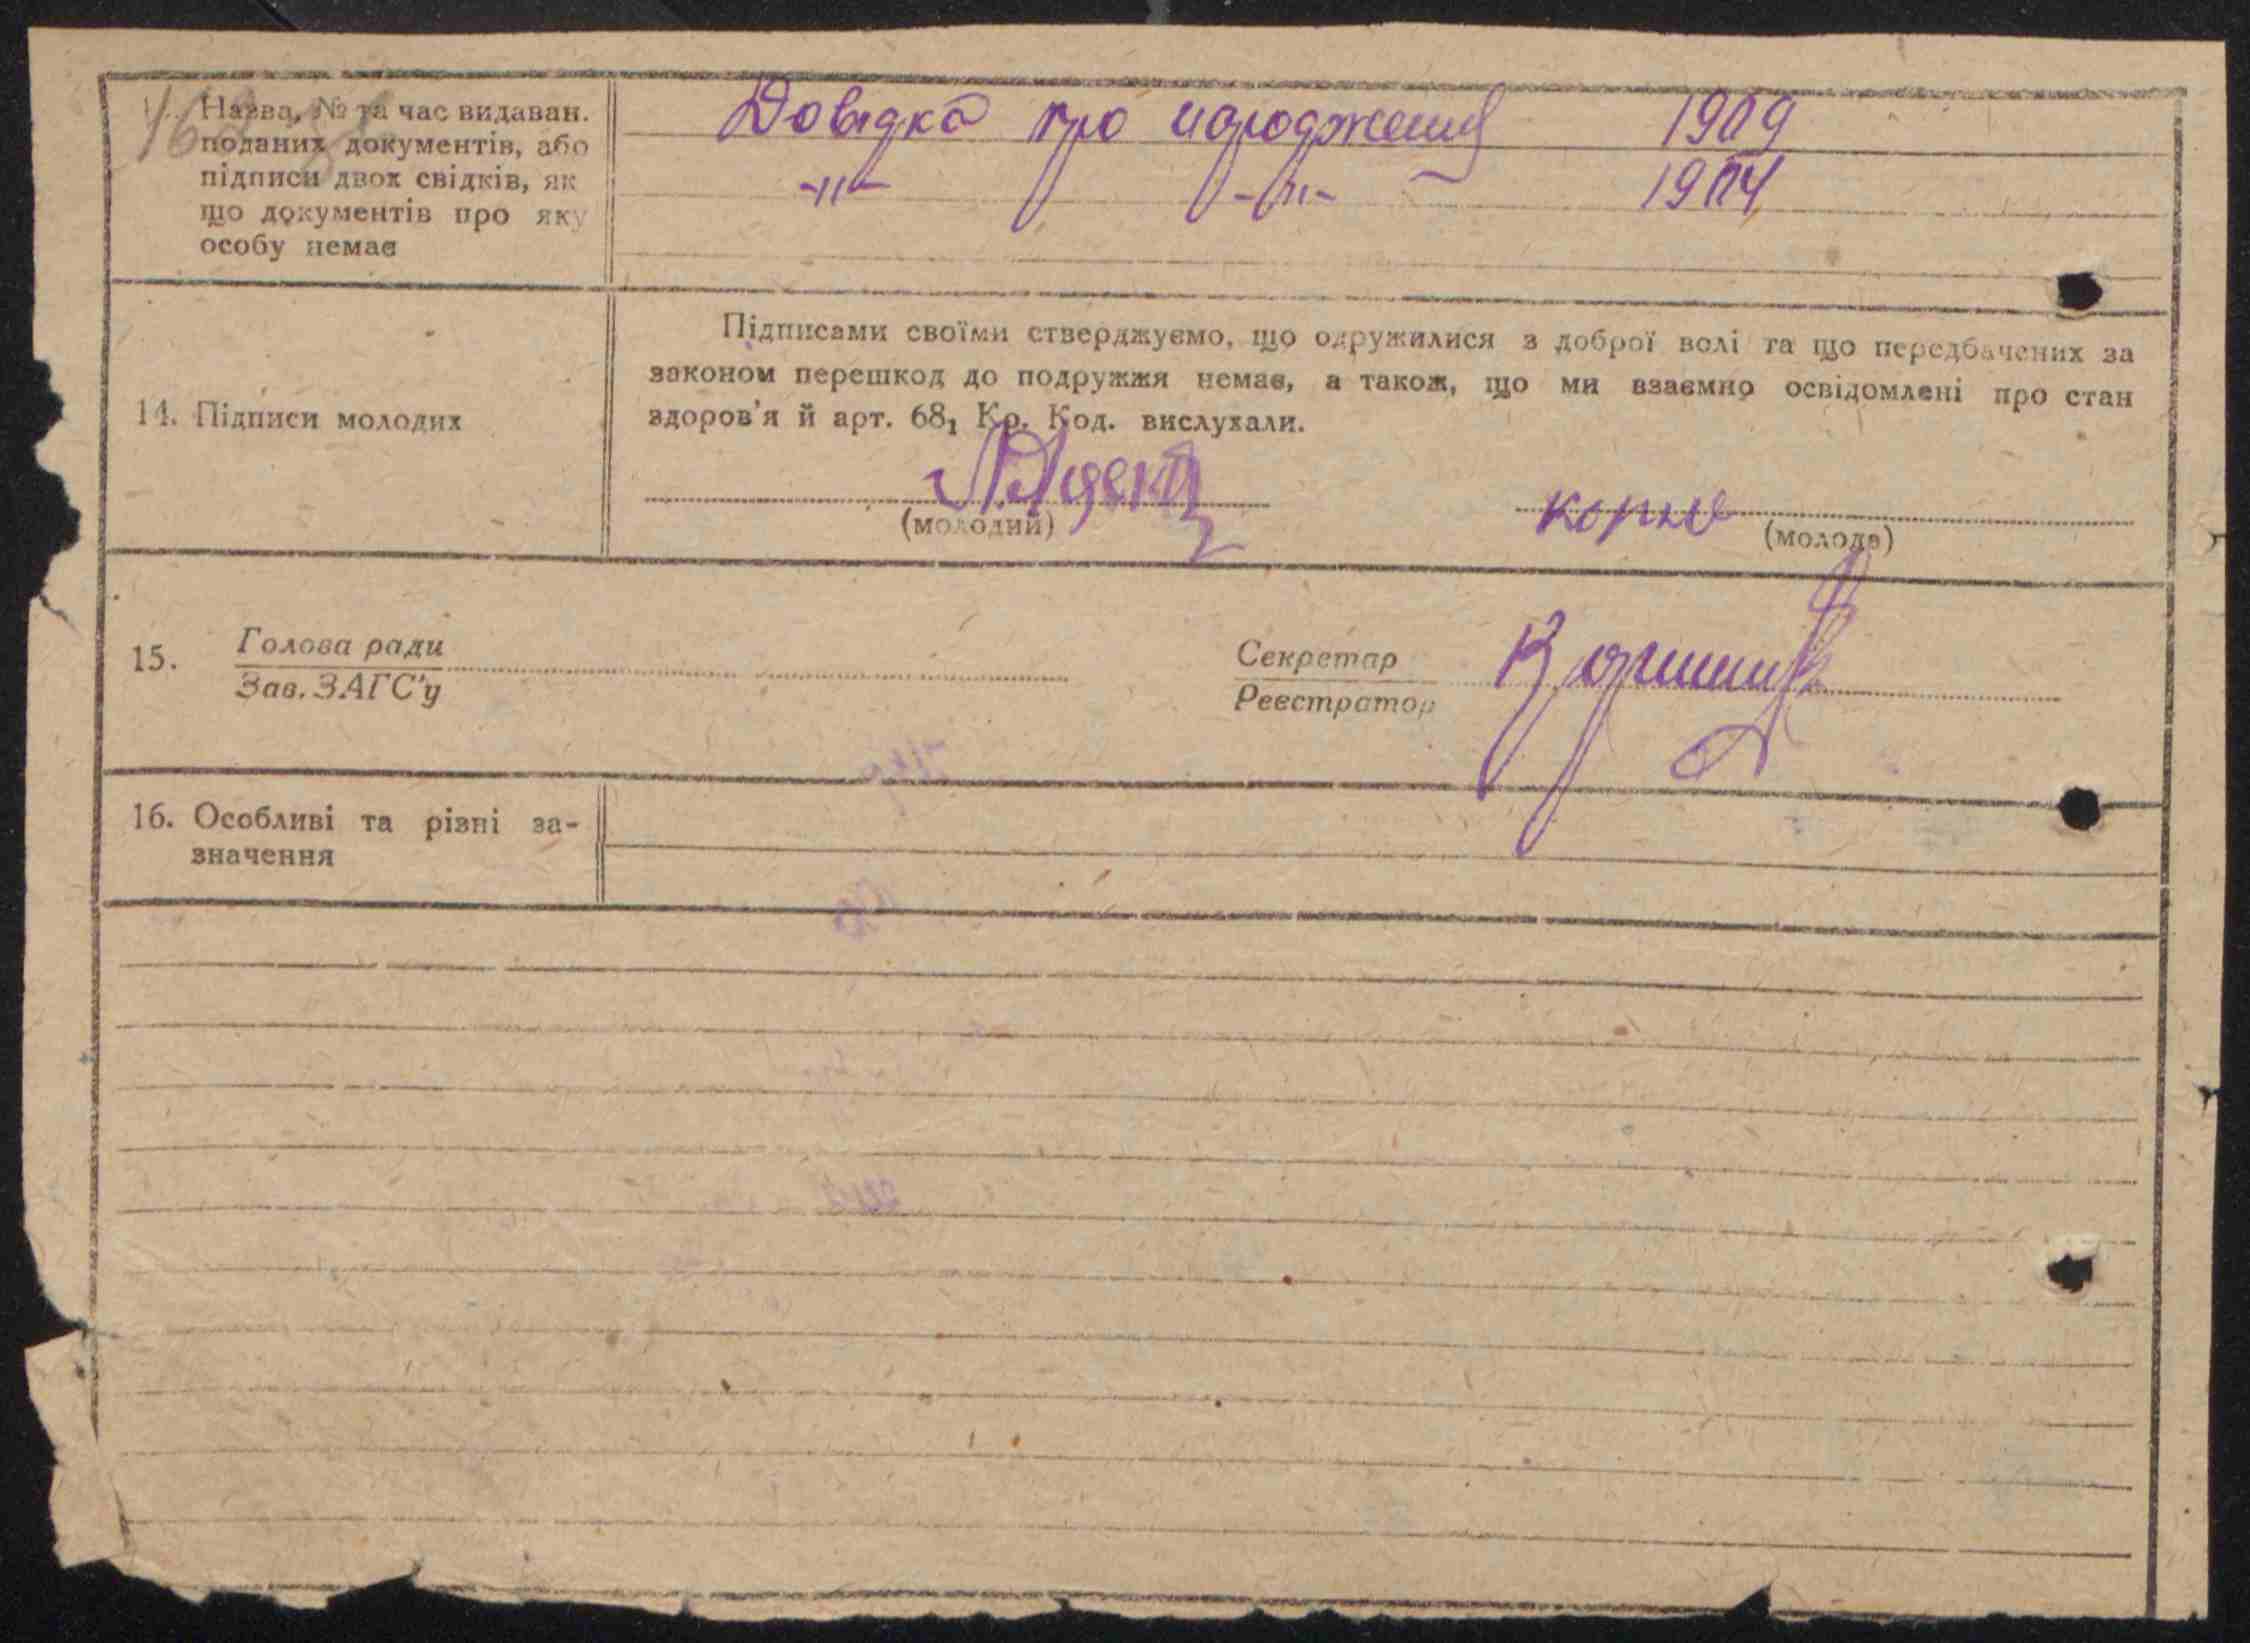 Назва, № та час видаван.
поданих документів, або
підписи двох свідків, як
що документів про яку
особу немає
Довідка про народження 1909
-〃- -〃- 1904
14. Підписи молодих
Підписами своїми стверджуємо, що одружилися з доброї волі та що передбачених за
законом перешкод до подружжя немає, а також, що ми взаємно освідомлені про стан
здоров'я й арт. 68₁ Кр. Код. вислухали.
(молодий)
(молода)
15. Голова ради
Зав. ЗАГС'у
Секретар
Реєстратор
16. Особливі та різні за-
значення